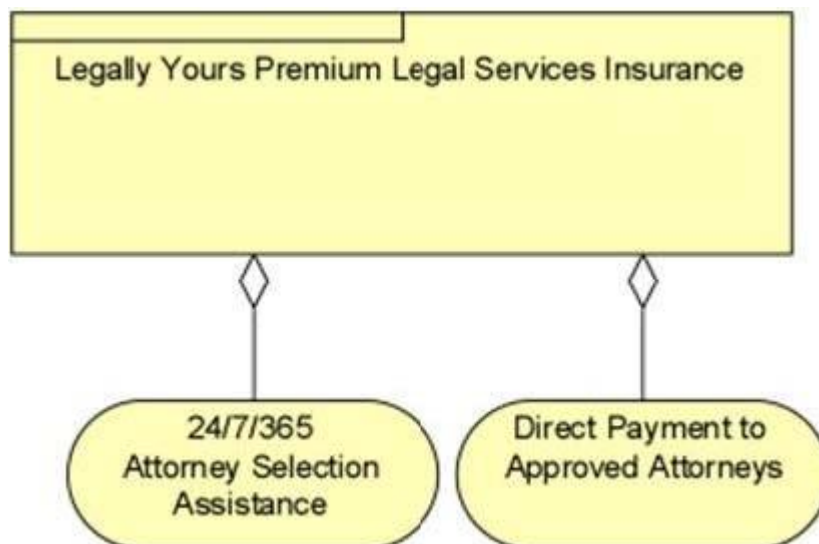 Legally Yours Premium Legal Services Insurance
24/7/365
Attorney Selection
Assistance
Direct Payment to
Approved Attorneys